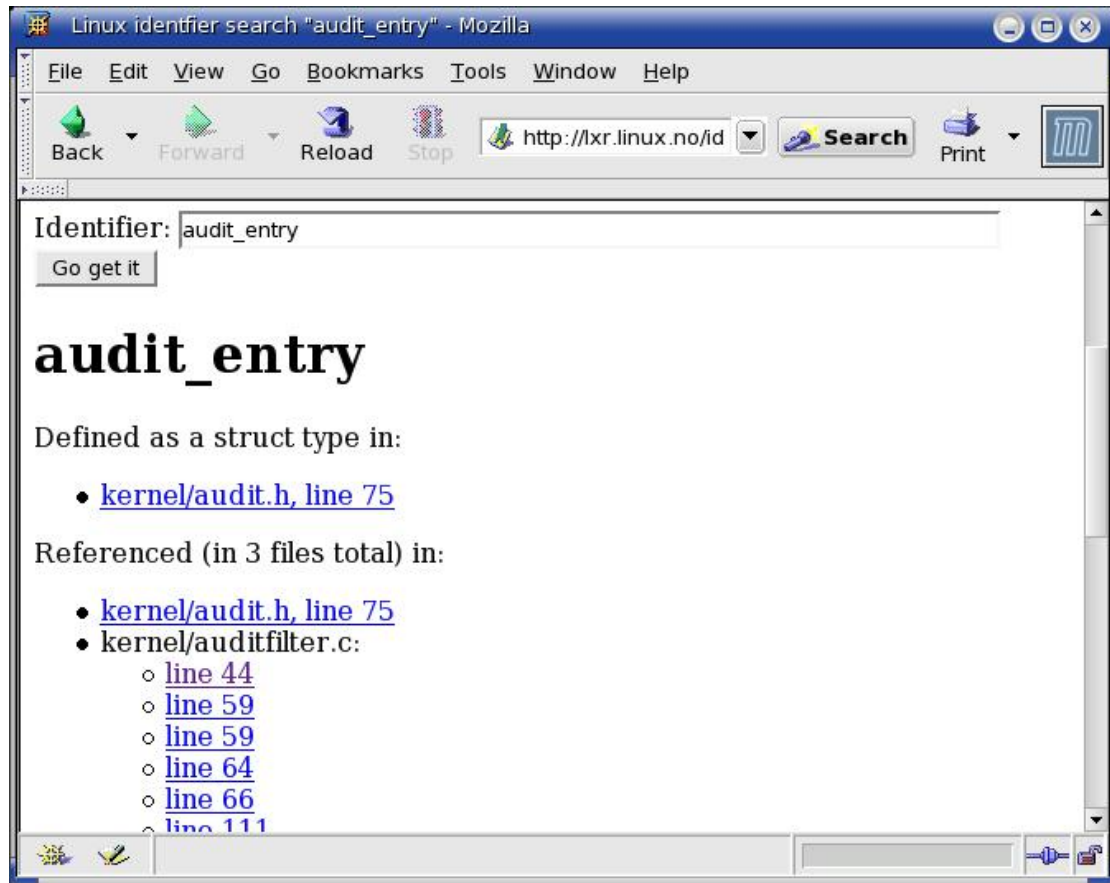 Linux identfier search "audit_entry" - Mozilla
File Edit View Go Bookmarks Tools Window Help
Back Forward Reload Stop http://lxr.linux.no/id Search Print
Identifier: audit_entry
Go get it
audit_entry
Defined as a struct type in:
kernel/audit.h, line 75
Referenced (in 3 files total) in:
kernel/audit.h, line 75
kernel/auditfilter.c:
line 44
line 59
line 59
line 64
line 66
line 111